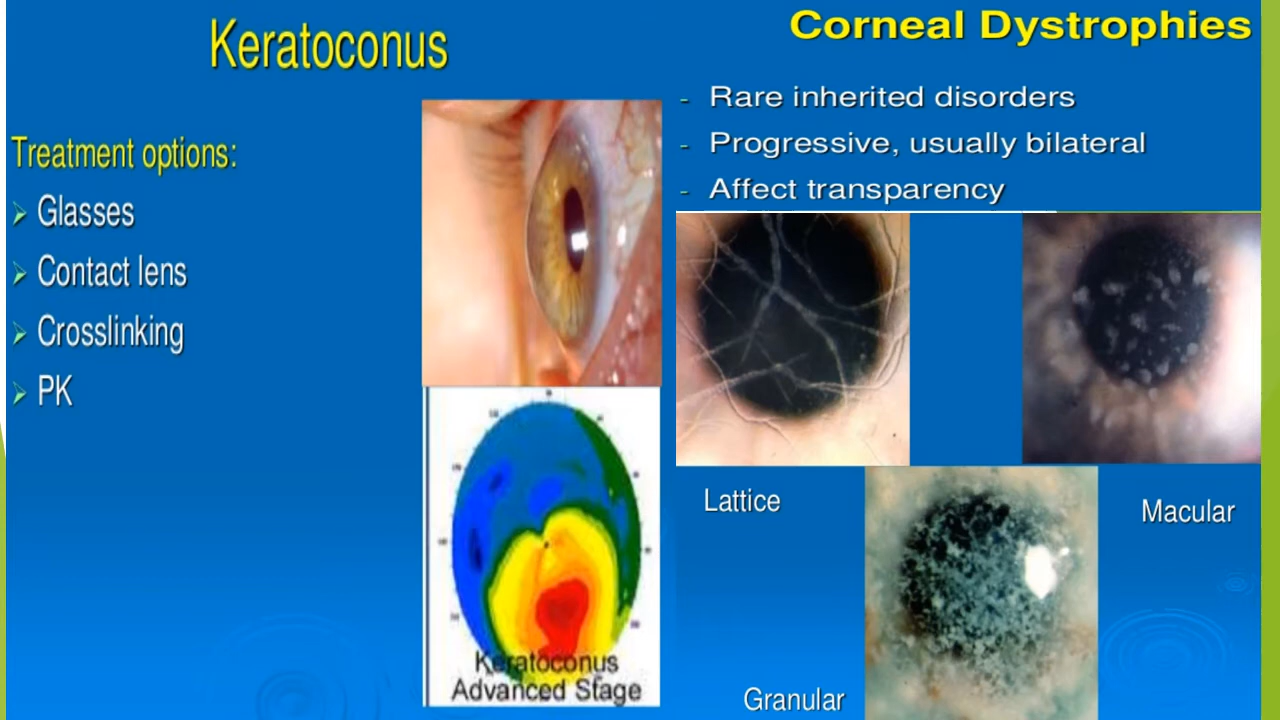 Keratoconus
Treatment options:
Glasses
Contact lens
Crosslinking
PK
Keratoconus
Advanced Stage
Corneal Dystrophies
- Rare inherited disorders
- Progressive, usually bilateral
- Affect transparency
Lattice
Macular
Granular